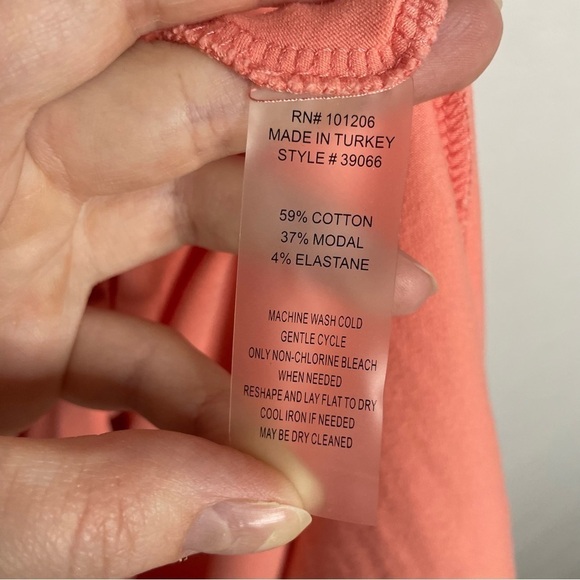 RN# 101206
MADE IN TURKEY
STYLE # 39066
59% COTTON
37% MODAL
4% ELASTANE
MACHINE WASH COLD
GENTLE CYCLE
ONLY NON-CHLORINE BLEACH
WHEN NEEDED
RESHAPE AND LAY FLAT TO DRY
COOL IRON IF NEEDED
MAY BE DRY CLEANED